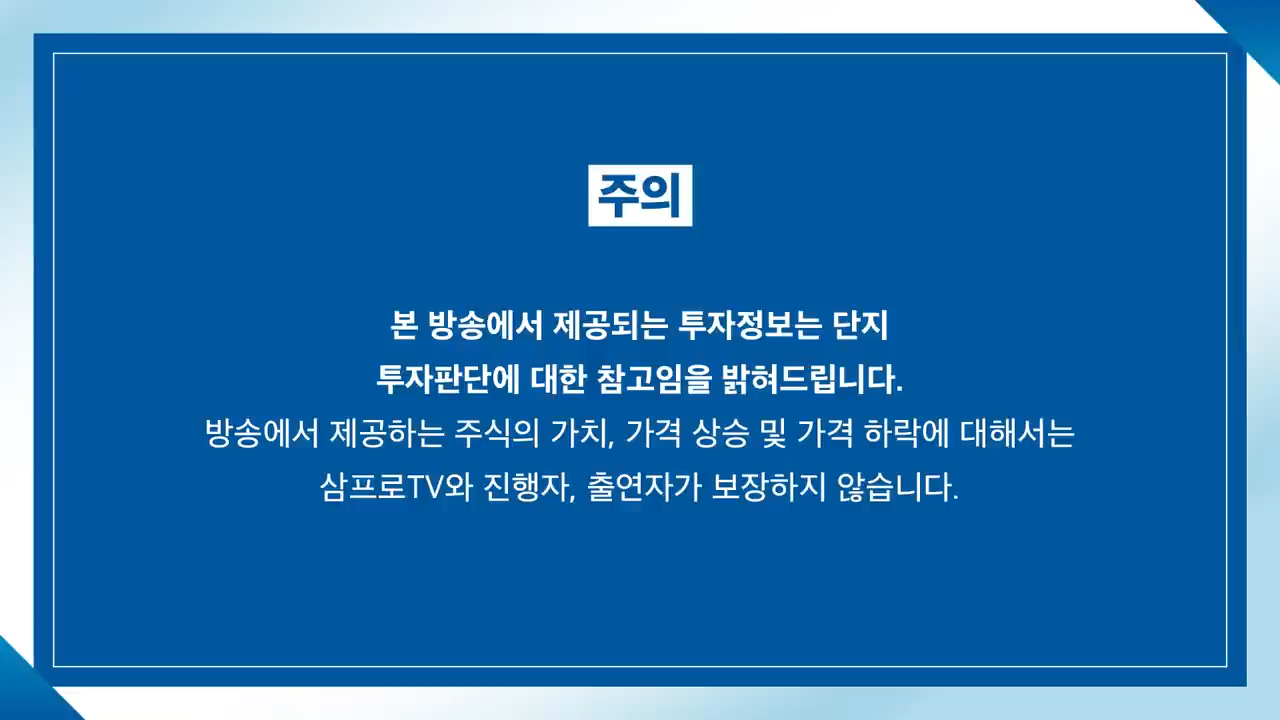 주의
본 방송에서 제공되는 투자정보는 단지
투자판단에 대한 참고임을 밝혀드립니다.
방송에서 제공하는 주식의 가치, 가격 상승 및 가격 하락에 대해서는
삼프로TV와 진행자, 출연자가 보장하지 않습니다.